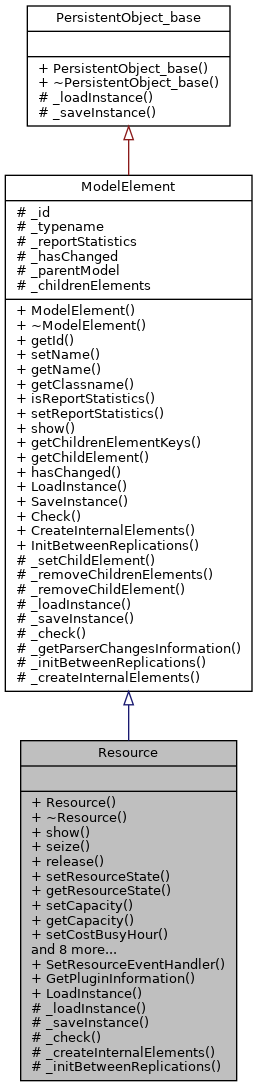 PersistentObject_base
+ PersistentObject_base()
+ ~PersistentObject_base()
# _loadInstance()
# _saveInstance()
ModelElement
# _id
# _typename
# _reportStatistics
# _hasChanged
# _parentModel
# _childrenElements
+ ModelElement()
+ ~ModelElement()
+ getId()
+ setName()
+ getName()
+ getClassname()
+ isReportStatistics()
+ setReportStatistics()
+ show()
+ getChildrenElementKeys()
+ getChildElement()
+ hasChanged()
+ LoadInstance()
+ SaveInstance()
+ Check()
+ CreateInternalElements()
+ InitBetweenReplications()
# _setChildElement()
# _removeChildrenElements()
# _removeChildElement()
# _loadInstance()
# _saveInstance()
# _check()
# _getParserChangesInformation()
# _initBetweenReplications()
# _createInternalElements()
Resource
+ Resource()
+ ~Resource()
+ show()
+ seize()
+ release()
+ setResourceState()
+ getResourceState()
+ setCapacity()
+ getCapacity()
+ setCostBusyHour()
and 8 more...
+ SetResourceEventHandler()
+ GetPluginInformation()
+ LoadInstance()
# _loadInstance()
# _saveInstance()
# _check()
# _createInternalElements()
# _initBetweenReplications()